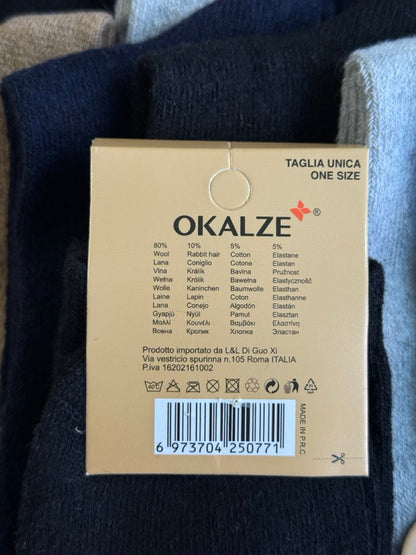 TAGLIA UNICA
ONE SIZE
OKALZE ®
80% 10% 5% 5%
Wool Rabbit hair Cotton Elastane
Lana Coniglio Cotone Elastan
Vlna Králik Bavlna Pružnost
Wełna Królik Bawełna Elastyczność
Wolle Kaninchen Baumwolle Elasthan
Laine Lapin Coton Elasthanne
Lana Conejo Algodón Elastán
Gyapjú Nyúl Pamut Elasztan
Μαλλί Κουνέλι Βαμβάκι Ελαστίνη
Вовна Кролик Хлопка Эластан
Prodotto importato da L&L Di Guo Xi
Via vestricio spurinna n.105 Roma ITALIA
P.iva 16202161002
6 973704 250771
MADE IN P.R.C